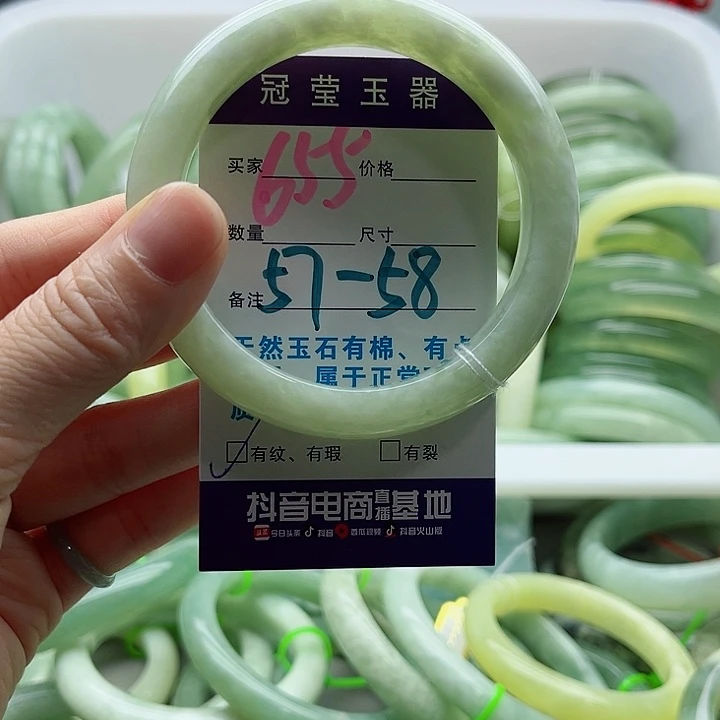 冠莹玉器
买家 655 价格
数量 尺寸
备注 57-58
天然玉石有棉、有点
属于正常
质
有纹、有瑕 有裂
抖音电商直播基地
今日头条 抖音 西瓜视频 抖音火山版